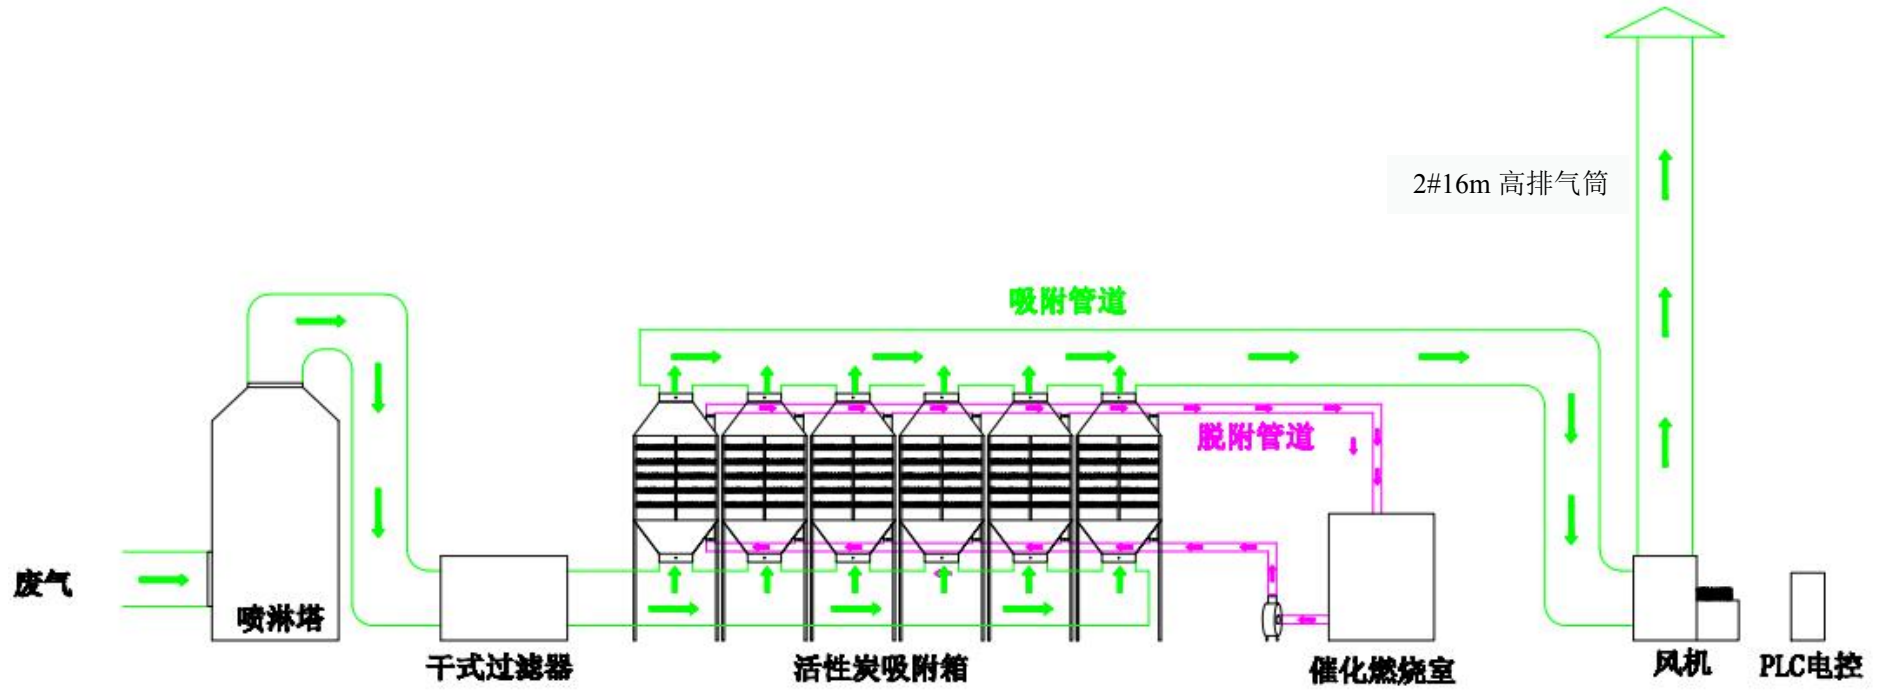 2#16m 高排气筒
吸附管道
脱附管道
废气
喷淋塔
干式过滤器
活性炭吸附箱
催化燃烧室
风机
PLC电控